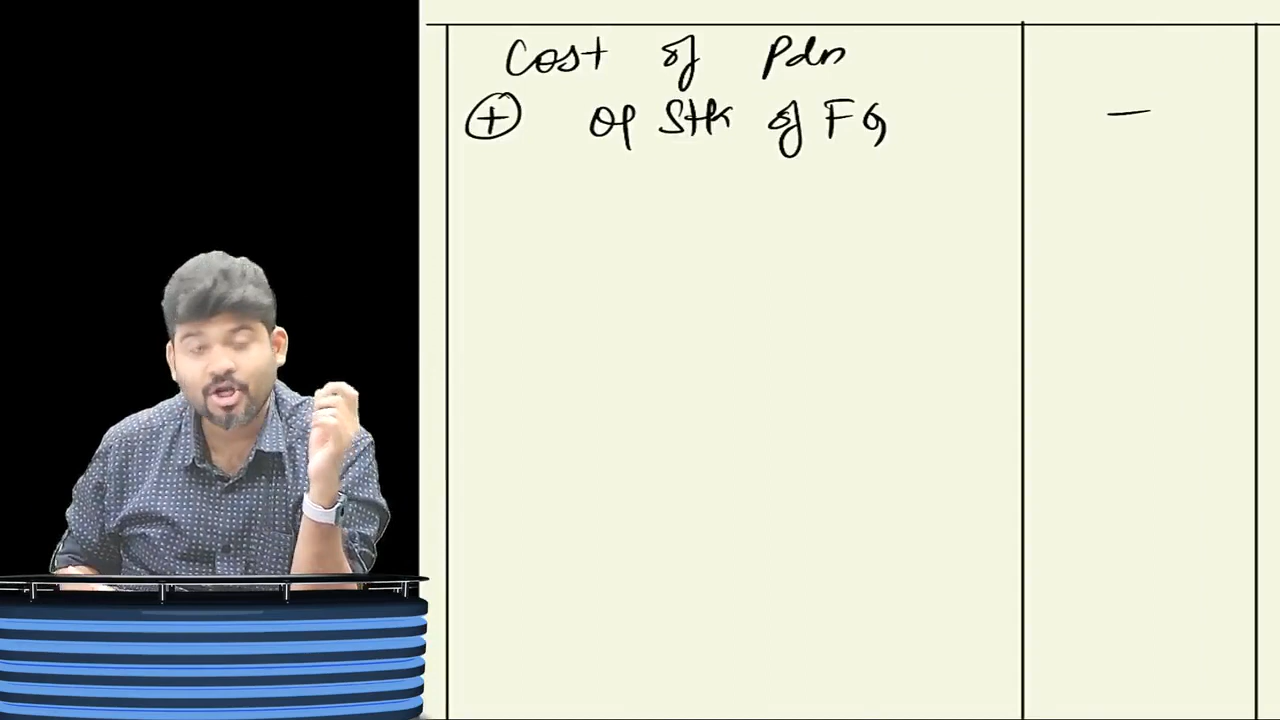 Cost of Pdn
+ Op Stk of FG —